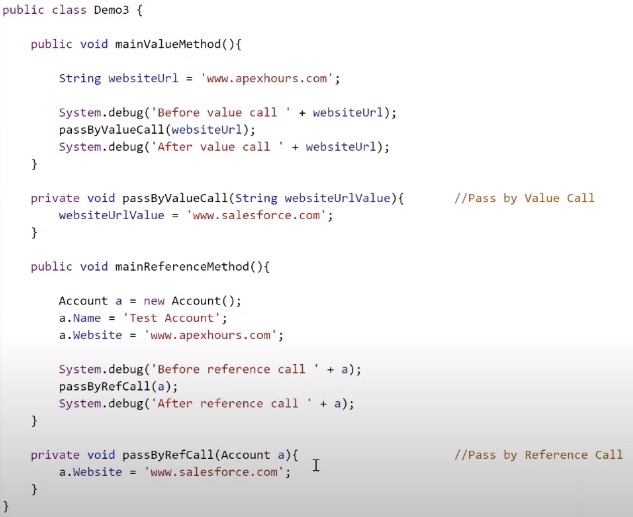 public class Demo3 {
public void mainValueMethod(){
String websiteUrl = 'www.apexhours.com';
System.debug('Before value call ' + websiteUrl);
passByValueCall(websiteUrl);
System.debug('After value call ' + websiteUrl);
}
private void passByValueCall(String websiteUrlValue){ //Pass by Value Call
websiteUrlValue = 'www.salesforce.com';
}
public void mainReferenceMethod(){
Account a = new Account();
a.Name = 'Test Account';
a.Website = 'www.apexhours.com';
System.debug('Before reference call ' + a);
passByRefCall(a);
System.debug('After reference call ' + a);
}
private void passByRefCall(Account a){ //Pass by Reference Call
a.Website = 'www.salesforce.com';
}
}